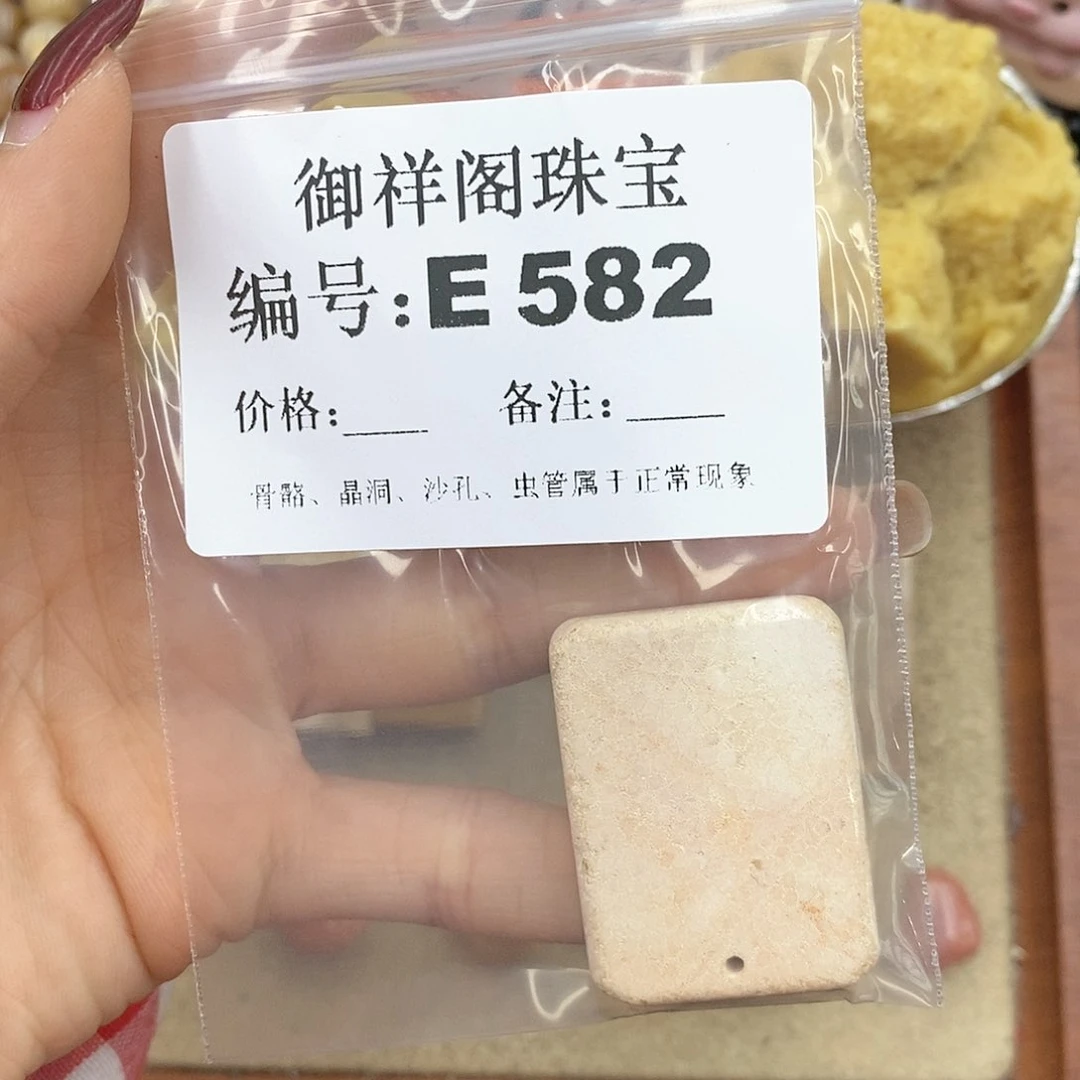 御祥阁珠宝
编号:E 582
价格:____ 备注:____
骨骼、晶洞、沙孔、虫管属于正常现象